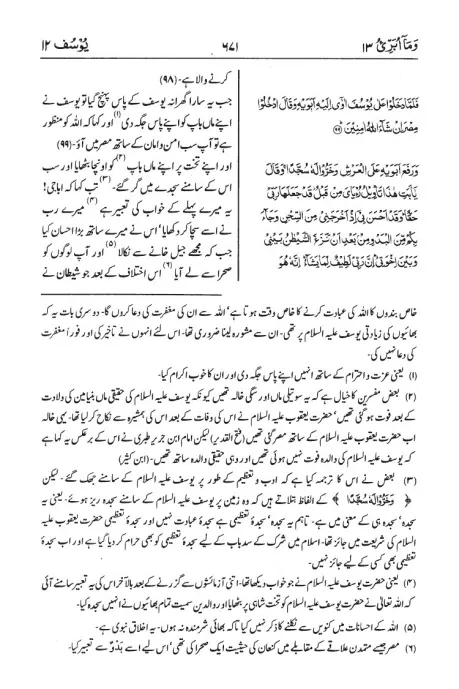 وَمَآ اُبَرِّئُ ۱۳
۶۷۱
يُوْسُف ۱۲
فَلَمَّا دَخَلُوْا عَلٰى يُوْسُفَ اٰوٰٓى اِلَيْهِ اَبَوَيْهِ وَقَالَ ادْخُلُوْا
مِصْرَ اِنْ شَآءَ اللّٰهُ اٰمِنِيْنَ ۞
وَرَفَعَ اَبَوَيْهِ عَلَى الْعَرْشِ وَخَرُّوْا لَهٗ سُجَّدًا وَقَالَ
يٰٓاَبَتِ هٰذَا تَاْوِيْلُ رُءْيَايَ مِنْ قَبْلُ قَدْ جَعَلَهَا رَبِّيْ
حَقًّا وَقَدْ اَحْسَنَ بِيْٓ اِذْ اَخْرَجَنِيْ مِنَ السِّجْنِ وَجَآءَ
بِكُمْ مِّنَ الْبَدْوِ مِنْۢ بَعْدِ اَنْ نَّزَغَ الشَّيْطٰنُ بَيْنِيْ
وَبَيْنَ اِخْوَتِيْ اِنَّ رَبِّيْ لَطِيْفٌ لِّمَا يَشَآءُ اِنَّهٗ هُوَ
کرنے والا ہے۔ (۹۸)
جب یہ سارا گھرانہ یوسف کے پاس پہنچ گیا تو یوسف نے
اپنے ماں باپ کو اپنے پاس جگہ دی (۱) اور کہا کہ اللہ کو منظور
ہے تو آپ سب امن و امان کے ساتھ مصر میں آؤ۔ (۹۹)
اور اپنے تخت پر اپنے ماں باپ (۲) کو اونچا بٹھایا اور سب
اس کے سامنے سجدے میں گر گئے۔ (۳) تب کہا کہ ابا جی!
یہ میرے پہلے کے خواب کی تعبیر ہے (۴) میرے رب
نے اسے سچا کر دکھایا، اس نے میرے ساتھ بڑا احسان کیا
جب کہ مجھے جیل خانے سے نکالا (۵) اور آپ لوگوں کو
صحرا سے لے آیا (۶) اس اختلاف کے بعد جو شیطان نے
خاص بندوں کا اللہ کی عبادت کرنے کا خاص وقت ہوتا ہے، اللہ سے ان کی مغفرت کی دعا کروں گا۔ دوسری بات یہ کہ
بھائیوں کی زیادتی یوسف علیہ السلام پر تھی۔ ان سے مشورہ لینا ضروری تھا۔ اس لئے انہوں نے تاخیر کی اور فوراً مغفرت
کی دعا نہیں کی۔
(۱) یعنی عزت و احترام کے ساتھ انہیں اپنے پاس جگہ دی اور ان کا خوب اکرام کیا۔
(۲) بعض مفسرین کا خیال ہے کہ یہ سوتیلی ماں اور سگی خالہ تھیں کیونکہ یوسف علیہ السلام کی حقیقی ماں بنیامین کی ولادت
کے بعد فوت ہو گئی تھیں، حضرت یعقوب علیہ السلام نے اس کی وفات کے بعد اس کی ہمشیرہ سے نکاح کر لیا تھا۔ یہی خالہ
اب حضرت یعقوب علیہ السلام کے ساتھ مصر گئی تھیں (فتح القدیر) لیکن امام ابن جریر طبری نے اس کے برعکس یہ کہا ہے
کہ یوسف علیہ السلام کی والدہ فوت نہیں ہوئی تھیں اور وہی حقیقی والدہ ساتھ تھیں۔ (ابن کثیر)
(۳) بعض نے اس کا ترجمہ کیا ہے کہ ادب و تعظیم کے طور پر یوسف علیہ السلام کے سامنے جھک گئے۔ لیکن
﴿ وَخَرُّوْا لَهٗ سُجَّدًا ﴾ کے الفاظ بتلاتے ہیں کہ وہ زمین پر یوسف علیہ السلام کے سامنے سجدہ ریز ہوئے۔ یعنی یہ
سجدہ، سجدہ ہی کے معنی میں ہے۔ تاہم یہ سجدہ، سجدۂ تعظیمی ہے سجدۂ عبادت نہیں اور سجدۂ تعظیمی حضرت یعقوب علیہ
السلام کی شریعت میں جائز تھا۔ اسلام میں شرک کے سدباب کے لیے سجدۂ تعظیمی کو بھی حرام کر دیا گیا ہے اور اب سجدۂ
تعظیمی بھی کسی کے لیے جائز نہیں۔
(۴) یعنی حضرت یوسف علیہ السلام نے جو خواب دیکھا تھا، اتنی آزمائشوں سے گزرنے کے بعد بالآخر اس کی یہ تعبیر سامنے آئی
کہ اللہ تعالیٰ نے حضرت یوسف علیہ السلام کو تخت شاہی پر بٹھایا اور والدین سمیت تمام بھائیوں نے انہیں سجدہ کیا۔
(۵) اللہ کے احسانات میں کنویں سے نکلنے کا ذکر نہیں کیا تاکہ بھائی شرمندہ نہ ہوں۔ یہ اخلاق نبوی ہے۔
(۶) مصر جیسے متمدن علاقے کے مقابلے میں کنعان کی حیثیت ایک صحرا کی تھی، اس لیے اسے بَدْوٌ سے تعبیر کیا۔